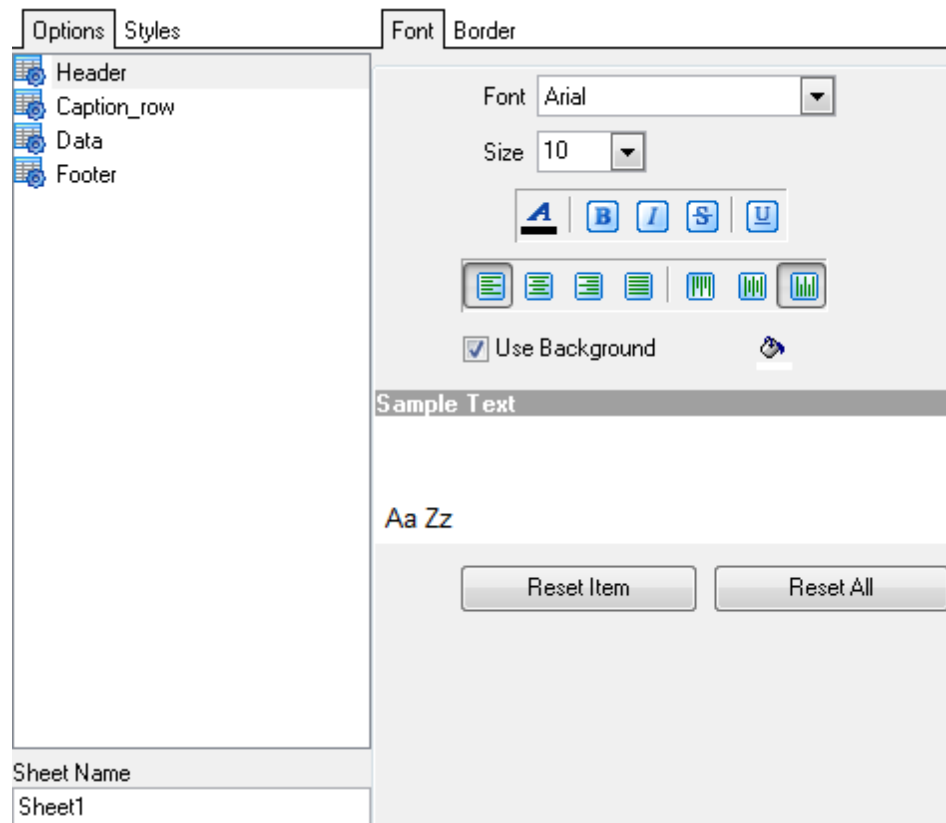 Options Styles
Header
Caption_row
Data
Footer
Sheet Name
Sheet1
Font Border
Font Arial
Size 10
A B I S U
Use Background
Sample Text
Aa Zz
Reset Item Reset All